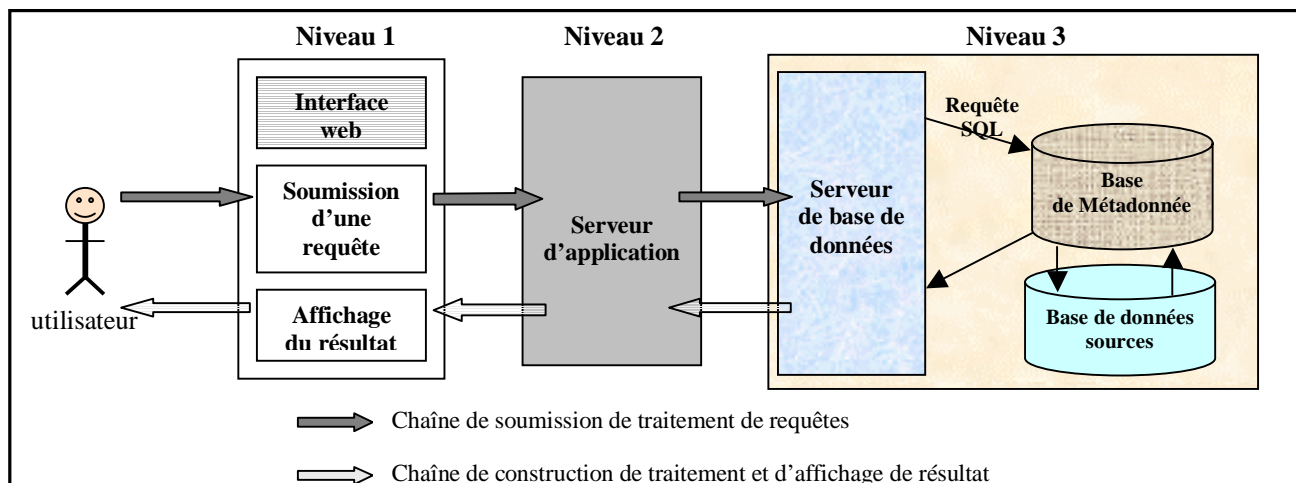 Niveau 1
Niveau 2
Niveau 3
Interface
web
Soumission
d'une
requête
Affichage
du résultat
utilisateur
Serveur
d'application
Serveur
de base de
données
Requête
SQL
Base
de Métadonnée
Base de données
sources
Chaîne de soumission de traitement de requêtes
Chaîne de construction de traitement et d'affichage de résultat